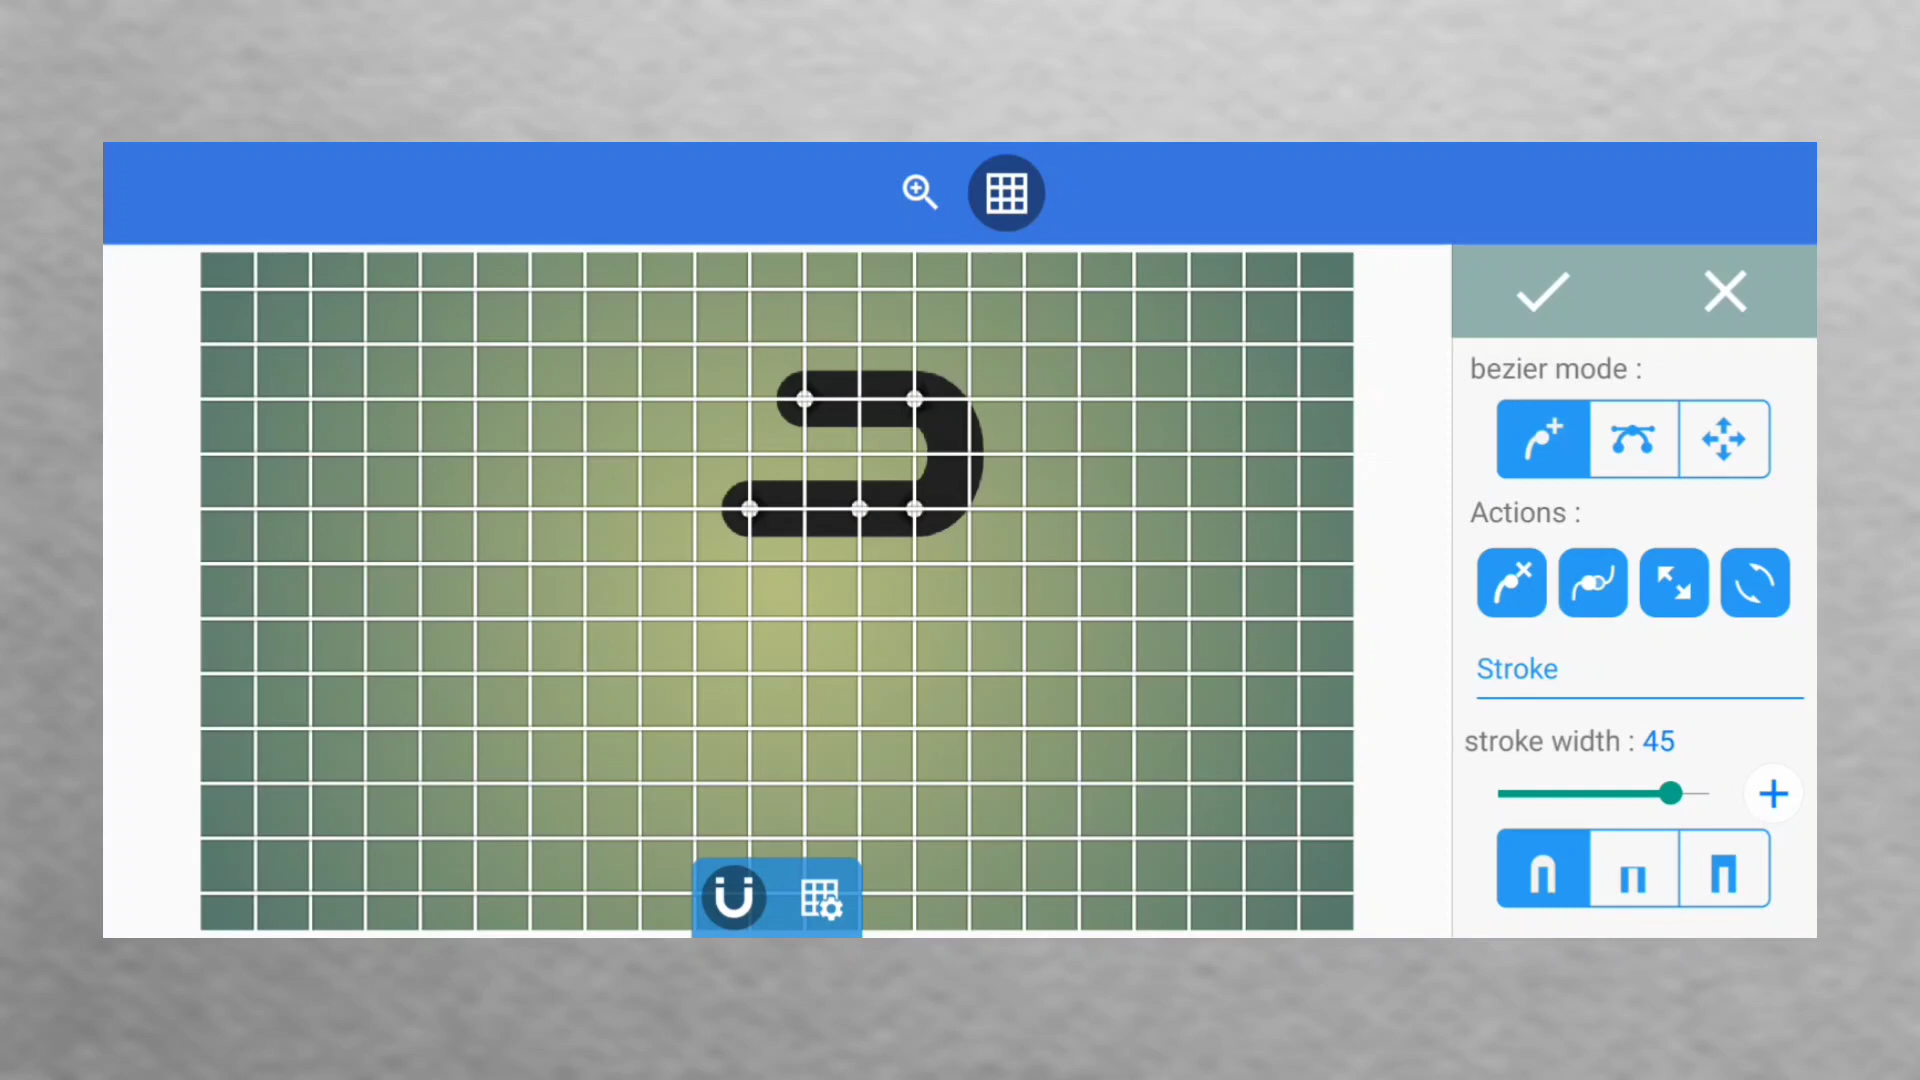 bezier mode :
Actions :
Stroke
stroke width : 45